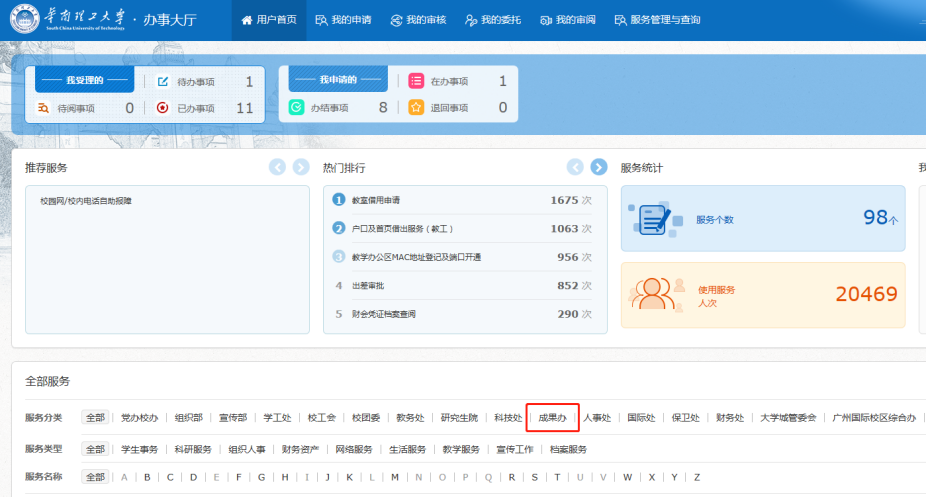 華南理工大學 · 办事大厅 用户首页 我的申请 我的审核 我的委托 我的审阅 服务管理与查询
South China University of Technology
我受理的 待办事项 1 我申请的 在办事项 1
待阅事项 0 已办事项 11 办结事项 8 退回事项 0
推荐服务 热门排行 服务统计 我
校园网/校内电话自助报障
1 教室借用申请 1675 次
2 户口及首页借出服务（教工） 1063 次
3 教学办公区MAC地址登记及端口开通 956 次
4 出差审批 852 次
5 财会凭证档案查阅 290 次
服务个数 98个
使用服务人次 20469
全部服务
服务分类 全部 党办校办 组织部 宣传部 学工处 校工会 校团委 教务处 研究生院 科技处 成果办 人事处 国际处 保卫处 财务处 大学城管委会 广州国际校区综合办
服务类型 全部 学生事务 科研服务 组织人事 财务资产 网络服务 生活服务 教学服务 宣传工作 档案服务
服务名称 全部 A B C D E F G H I J K L M N O P Q R S T U V W X Y Z